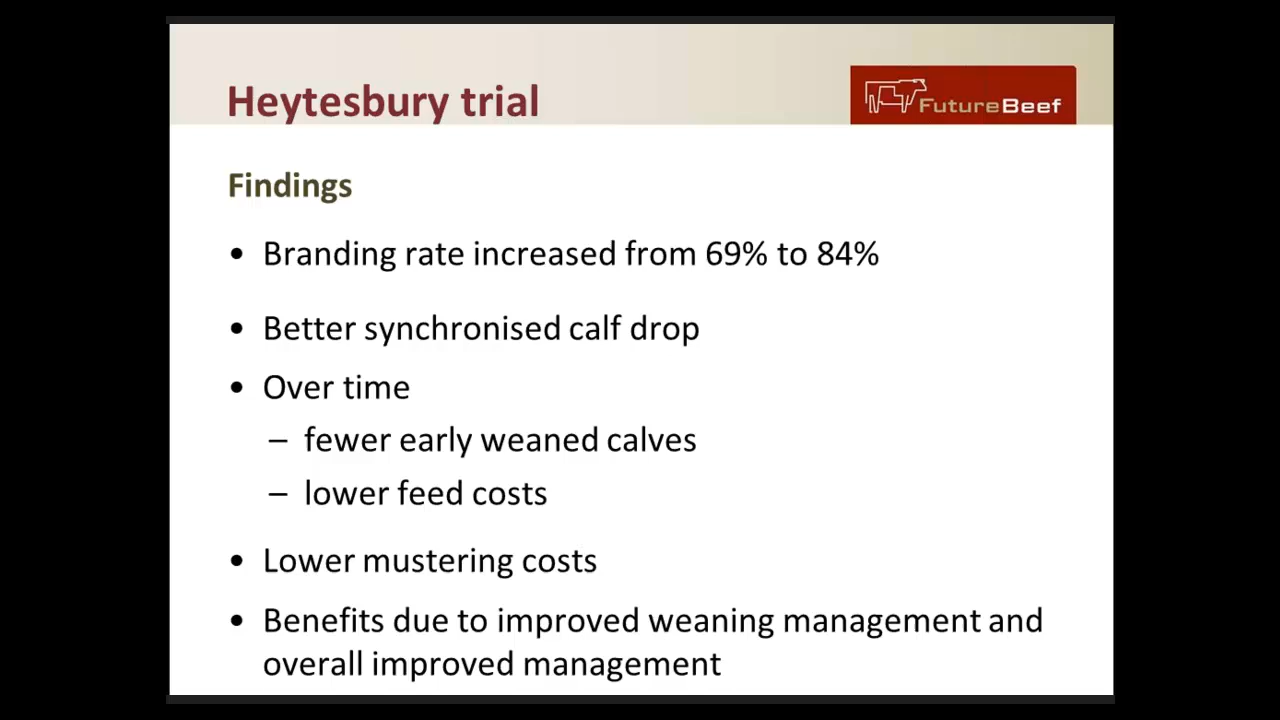 Heytesbury trial
FutureBeef
Findings
• Branding rate increased from 69% to 84%
• Better synchronised calf drop
• Over time
– fewer early weaned calves
– lower feed costs
• Lower mustering costs
• Benefits due to improved weaning management and
overall improved management